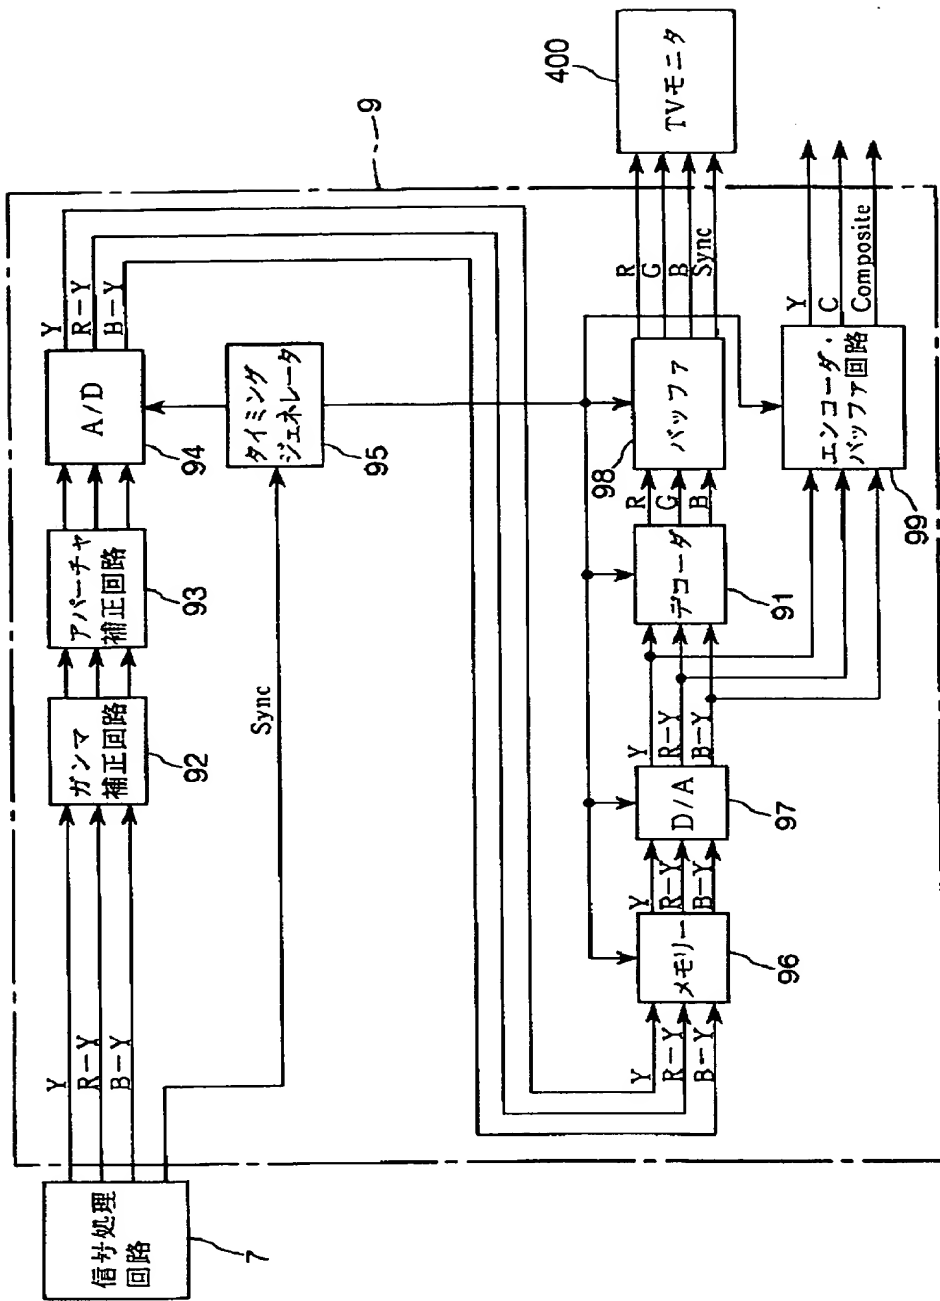 信号処理
回路
7
Y
R-Y
B-Y
Sync
ガンマ
補正回路
92
アパーチャ
補正回路
93
A/D
94
Y
R-Y
B-Y
タイミング
ジェネレータ
95
9
Y
R-Y
B-Y
メモリー
96
Y
R-Y
B-Y
D/A
97
Y
R-Y
B-Y
デコーダ
91
R
G
B
バッファ
98
R
G
B
Sync
TVモニタ
400
エンコーダ・
バッファ回路
99
Y
C
Composite